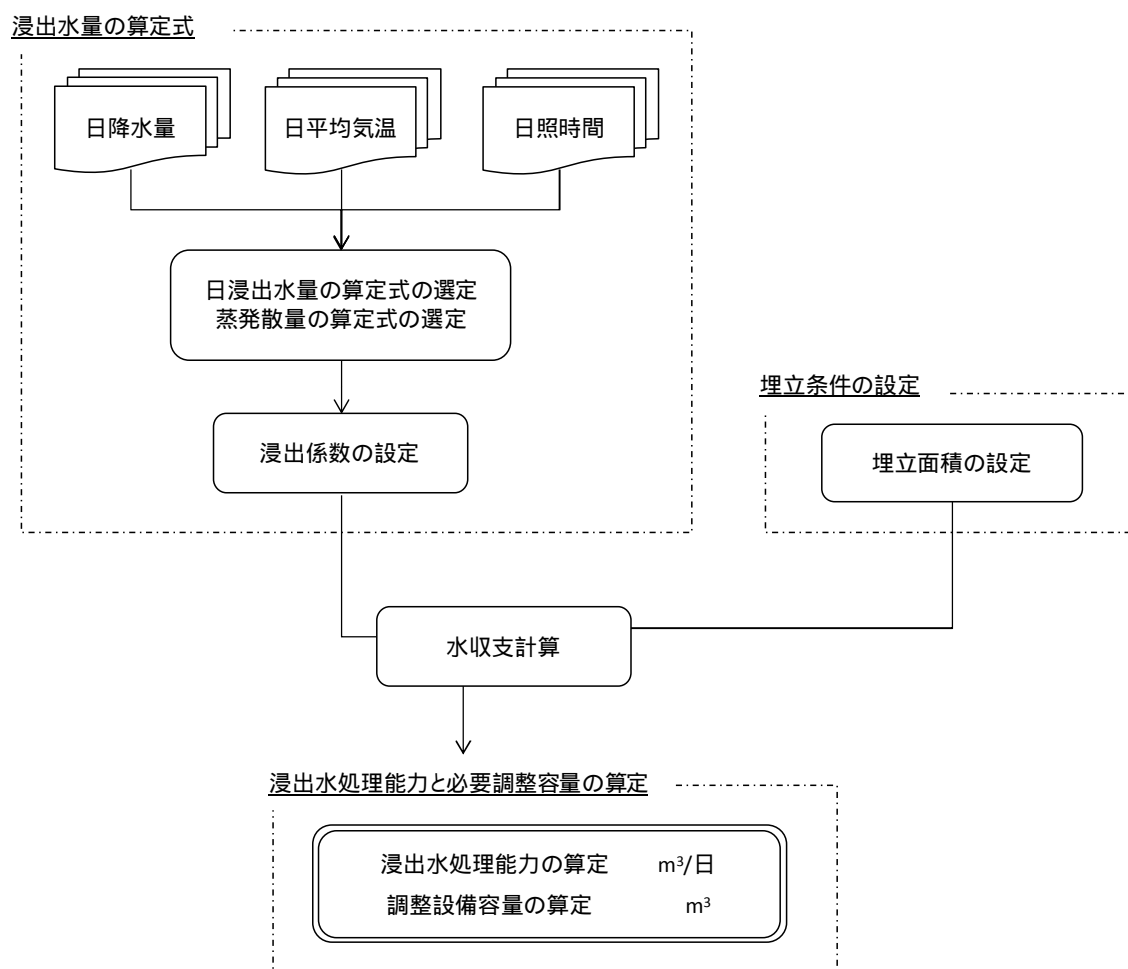 浸出水量の算定式
日降水量
日平均気温
日照時間
日浸出水量の算定式の選定
蒸発散量の算定式の選定
浸出係数の設定
埋立条件の設定
埋立面積の設定
水収支計算
浸出水処理能力と必要調整容量の算定
浸出水処理能力の算定 m³/日
調整設備容量の算定 m³